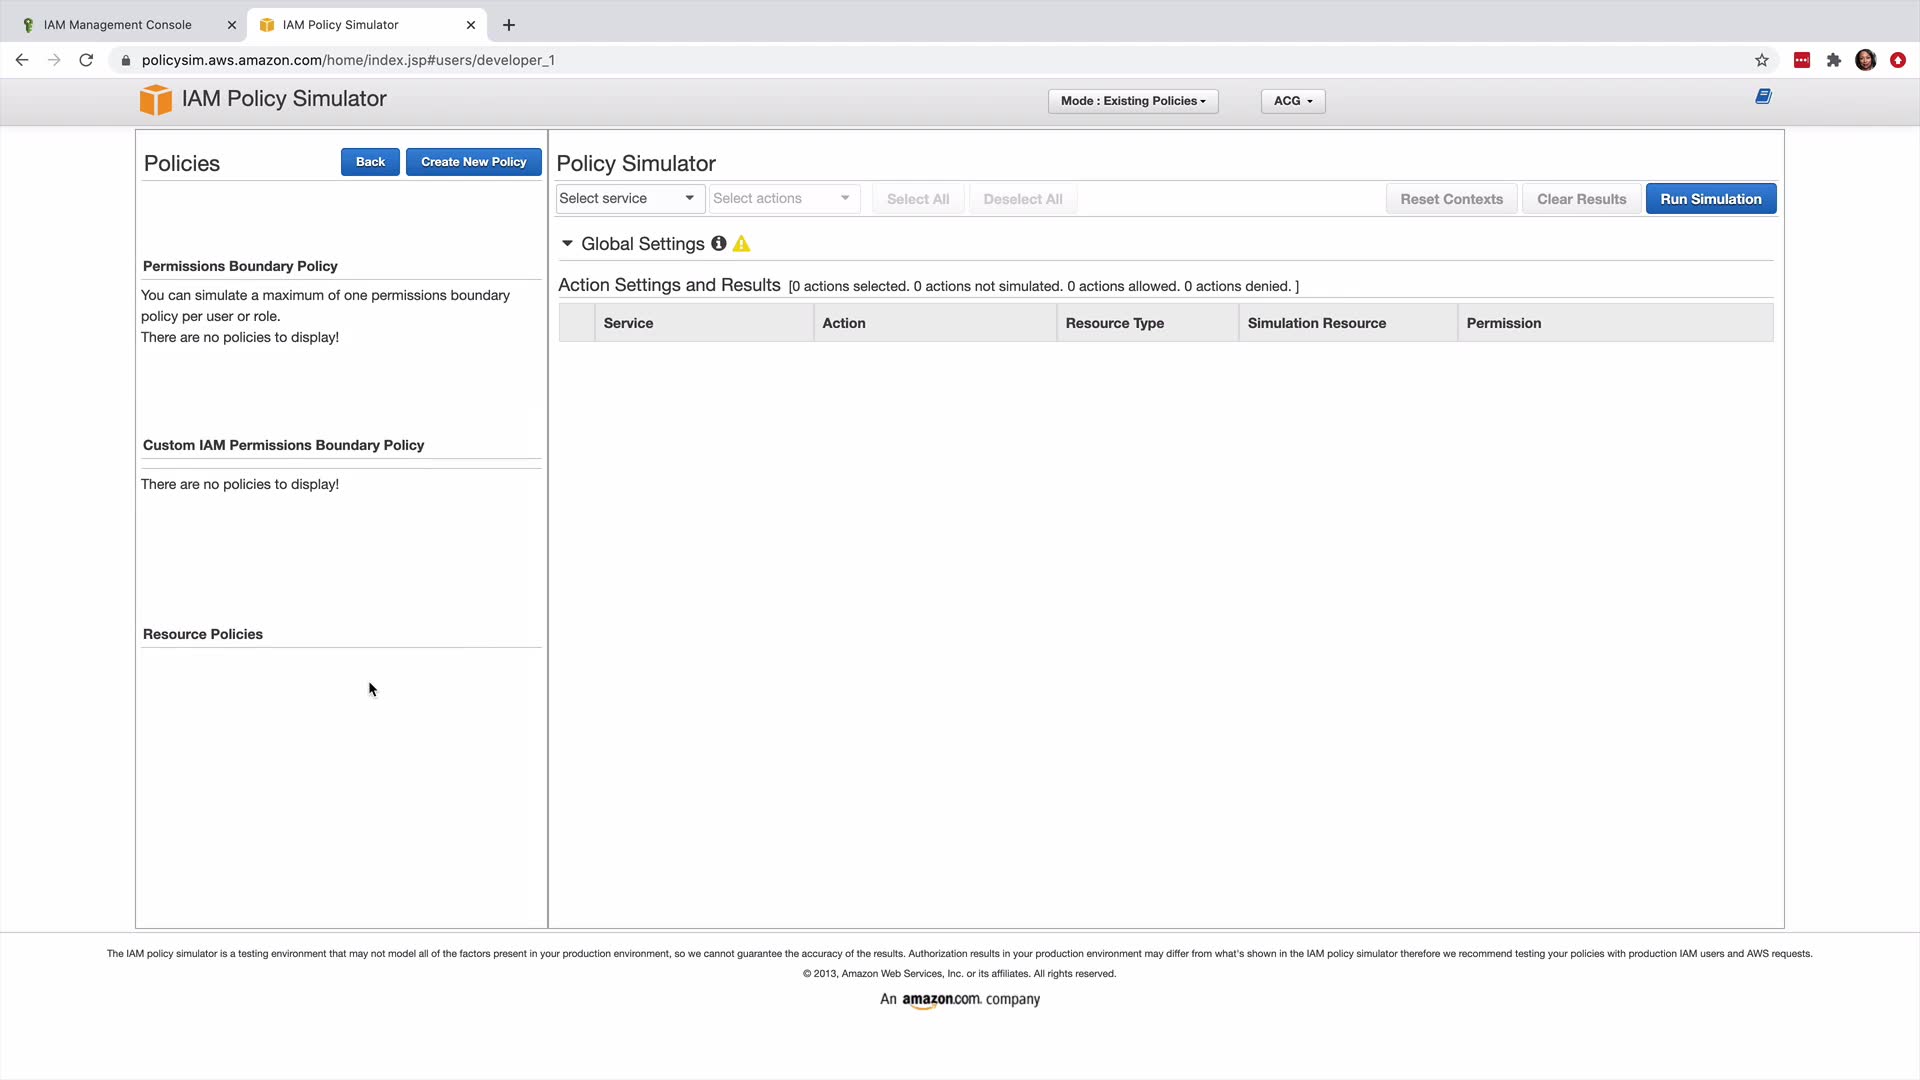 IAM Management Console
IAM Policy Simulator
policysim.aws.amazon.com/home/index.jsp#users/developer_1
IAM Policy Simulator
Mode : Existing Policies
ACG
Policies
Back
Create New Policy
Permissions Boundary Policy
You can simulate a maximum of one permissions boundary
policy per user or role.
There are no policies to display!
Custom IAM Permissions Boundary Policy
There are no policies to display!
Resource Policies
Policy Simulator
Select service
Select actions
Select All
Deselect All
Reset Contexts
Clear Results
Run Simulation
Global Settings
Action Settings and Results [0 actions selected. 0 actions not simulated. 0 actions allowed. 0 actions denied. ]
Service
Action
Resource Type
Simulation Resource
Permission
The IAM policy simulator is a testing environment that may not model all of the factors present in your production environment, so we cannot guarantee the accuracy of the results. Authorization results in your production environment may differ from what's shown in the IAM policy simulator therefore we recommend testing your policies with production IAM users and AWS requests.
© 2013, Amazon Web Services, Inc. or its affiliates. All rights reserved.
An amazon.com. company